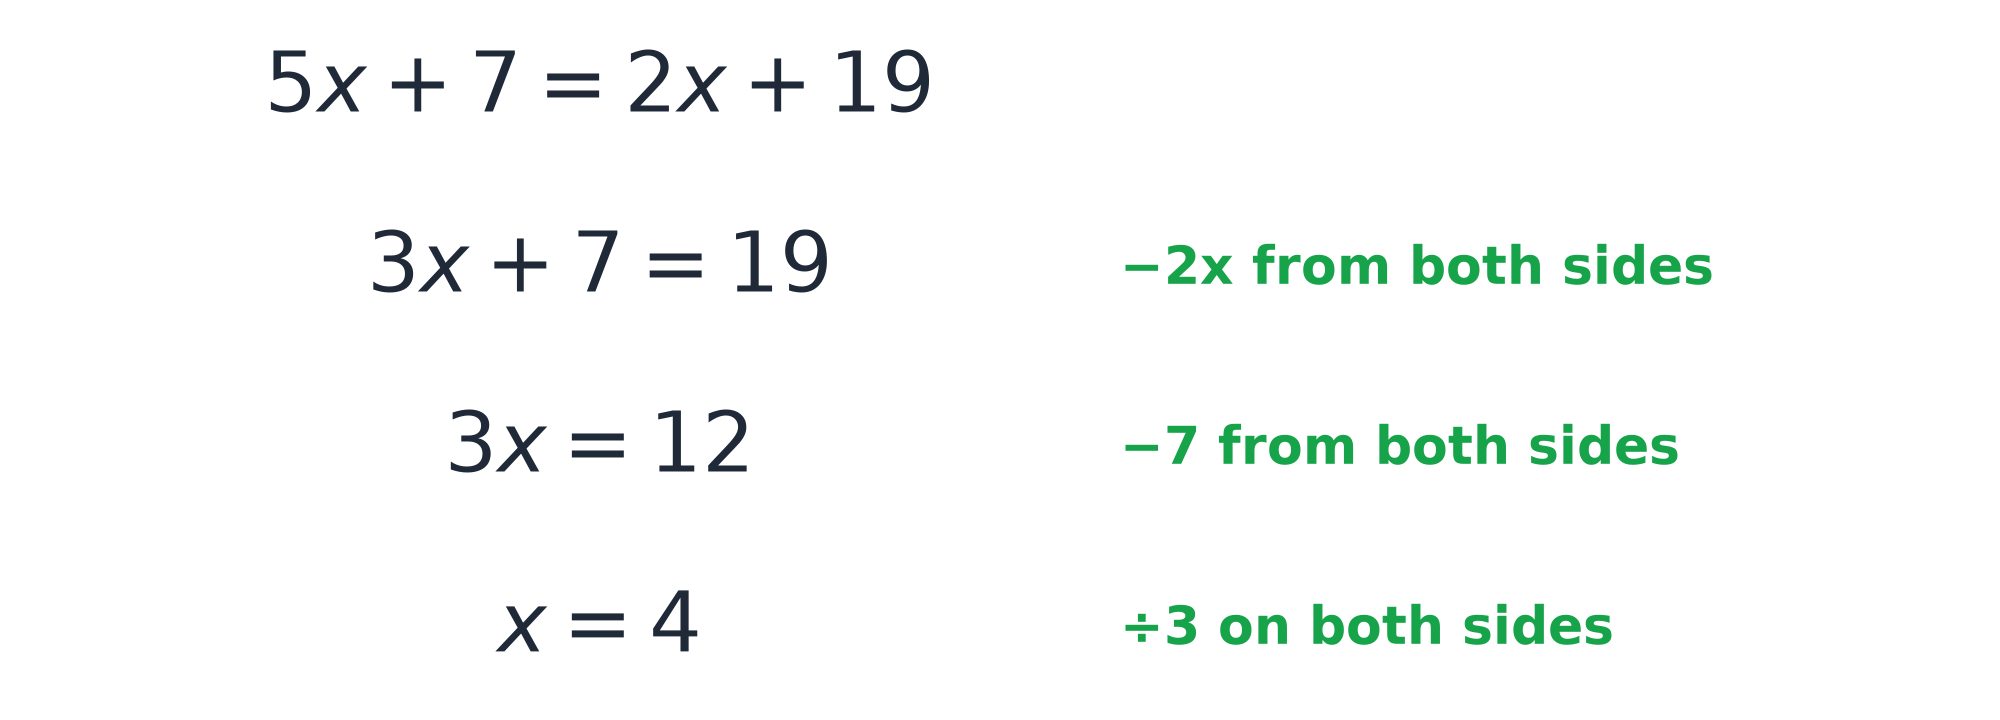 5x + 7 = 2x + 19
3x + 7 = 19 −2x from both sides
3x = 12 −7 from both sides
x = 4 ÷3 on both sides